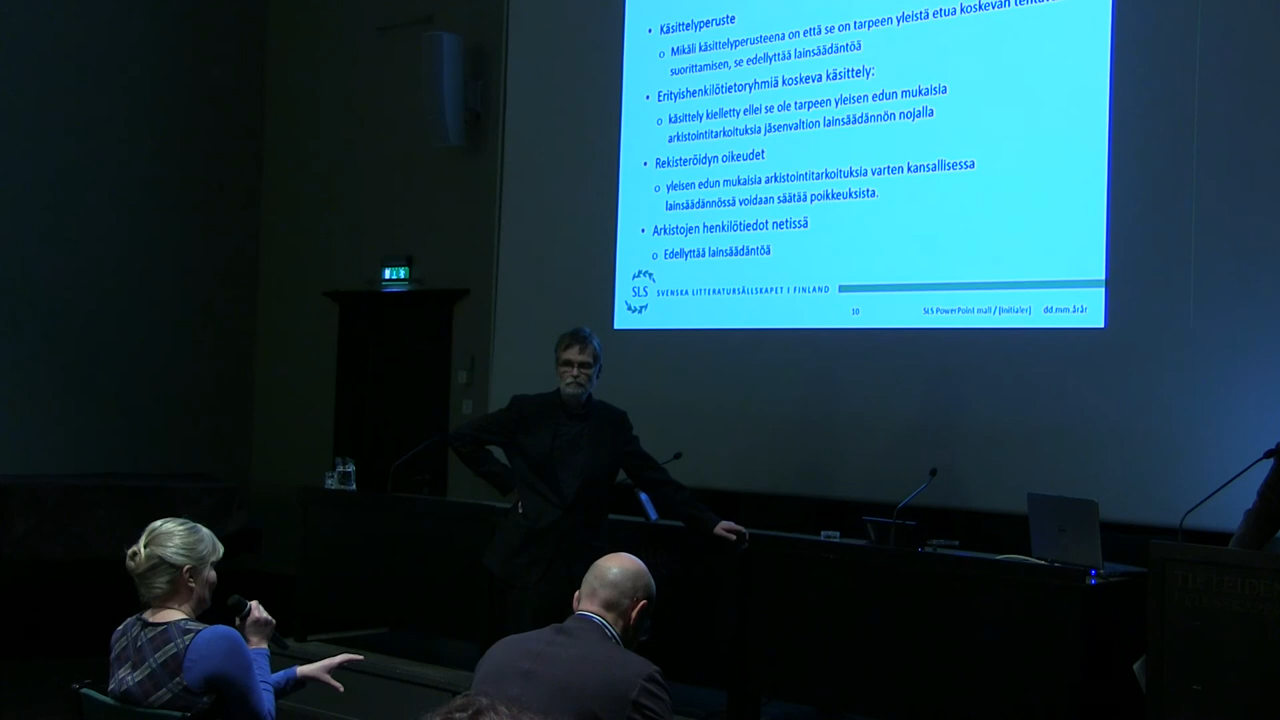 Käsittelyperuste
Mikäli käsittelyperusteena on että se on tarpeen yleistä etua koskevan
suorittamisen, se edellyttää lainsäädäntöä
Erityishenkilötietoryhmiä koskeva käsittely:
käsittely kielletty ellei se ole tarpeen yleisen edun mukaisia
arkistointitarkoituksia jäsenvaltion lainsäädännön nojalla
Rekisteröidyn oikeudet
yleisen edun mukaisia arkistointitarkoituksia varten kansallisessa
lainsäädännössä voidaan säätää poikkeuksista.
Arkistojen henkilötiedot netissä
Edellyttää lainsäädäntöä
SLS SVENSKA LITTERATURSÄLLSKAPET I FINLAND
10 SLS PowerPoint mall / [Initialer] dd.mm.årår